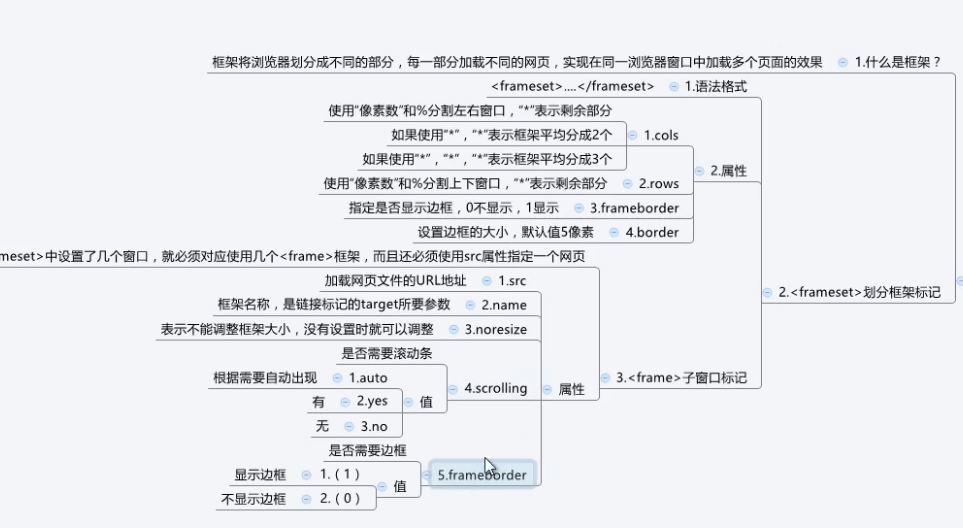 框架将浏览器划分成不同的部分，每一部分加载不同的网页，实现在同一浏览器窗口中加载多个页面的效果 1.什么是框架？
<frameset>....</frameset> 1.语法格式
使用“像素数”和%分割左右窗口，“*”表示剩余部分
如果使用“*”，“*”表示框架平均分成2个 1.cols
如果使用“*”，“*”，“*”表示框架平均分成3个
2.属性
使用“像素数”和%分割上下窗口，“*”表示剩余部分 2.rows
指定是否显示边框，0不显示，1显示 3.frameborder
设置边框的大小，默认值5像素 4.border
meset>中设置了几个窗口，就必须对应使用几个<frame>框架，而且还必须使用src属性指定一个网页
加载网页文件的URL地址 1.src
2.<frameset>划分框架标记
框架名称，是链接标记的target所要参数 2.name
表示不能调整框架大小，没有设置时就可以调整 3.noresize
是否需要滚动条
根据需要自动出现 1.auto
3.<frame>子窗口标记
4.scrolling 属性
有 2.yes 值
无 3.no
是否需要边框
显示边框 1.（1） 5.frameborder
值
不显示边框 2.（0）